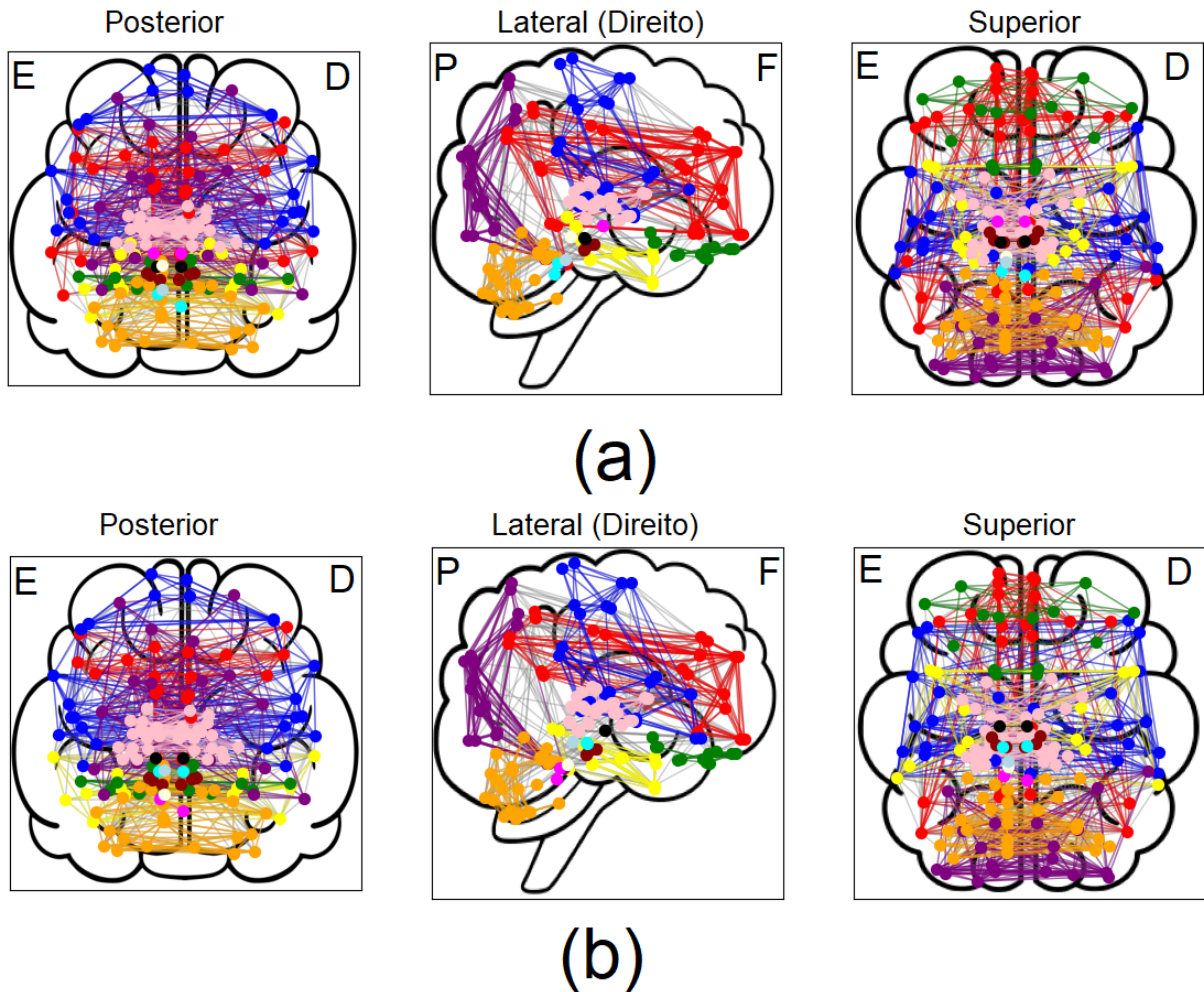 Posterior Lateral (Direito) Superior
E D P F E D
(a)
Posterior Lateral (Direito) Superior
E D P F E D
(b)